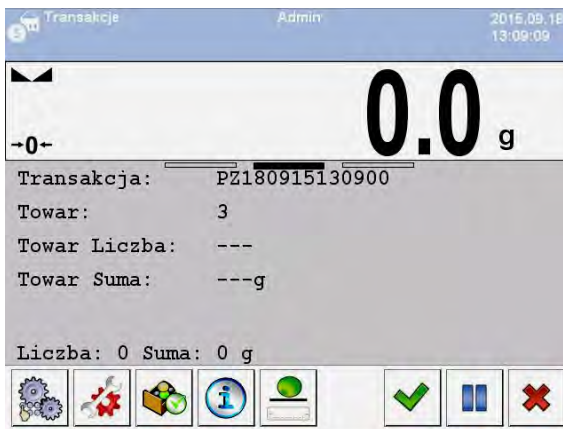 Transakcje Admin 2015.09.18
13:09:09
0.0 g
→0←
Transakcja: PZ180915130900
Towar: 3
Towar Liczba: ---
Towar Suma: ---g
Liczba: 0 Suma: 0 g